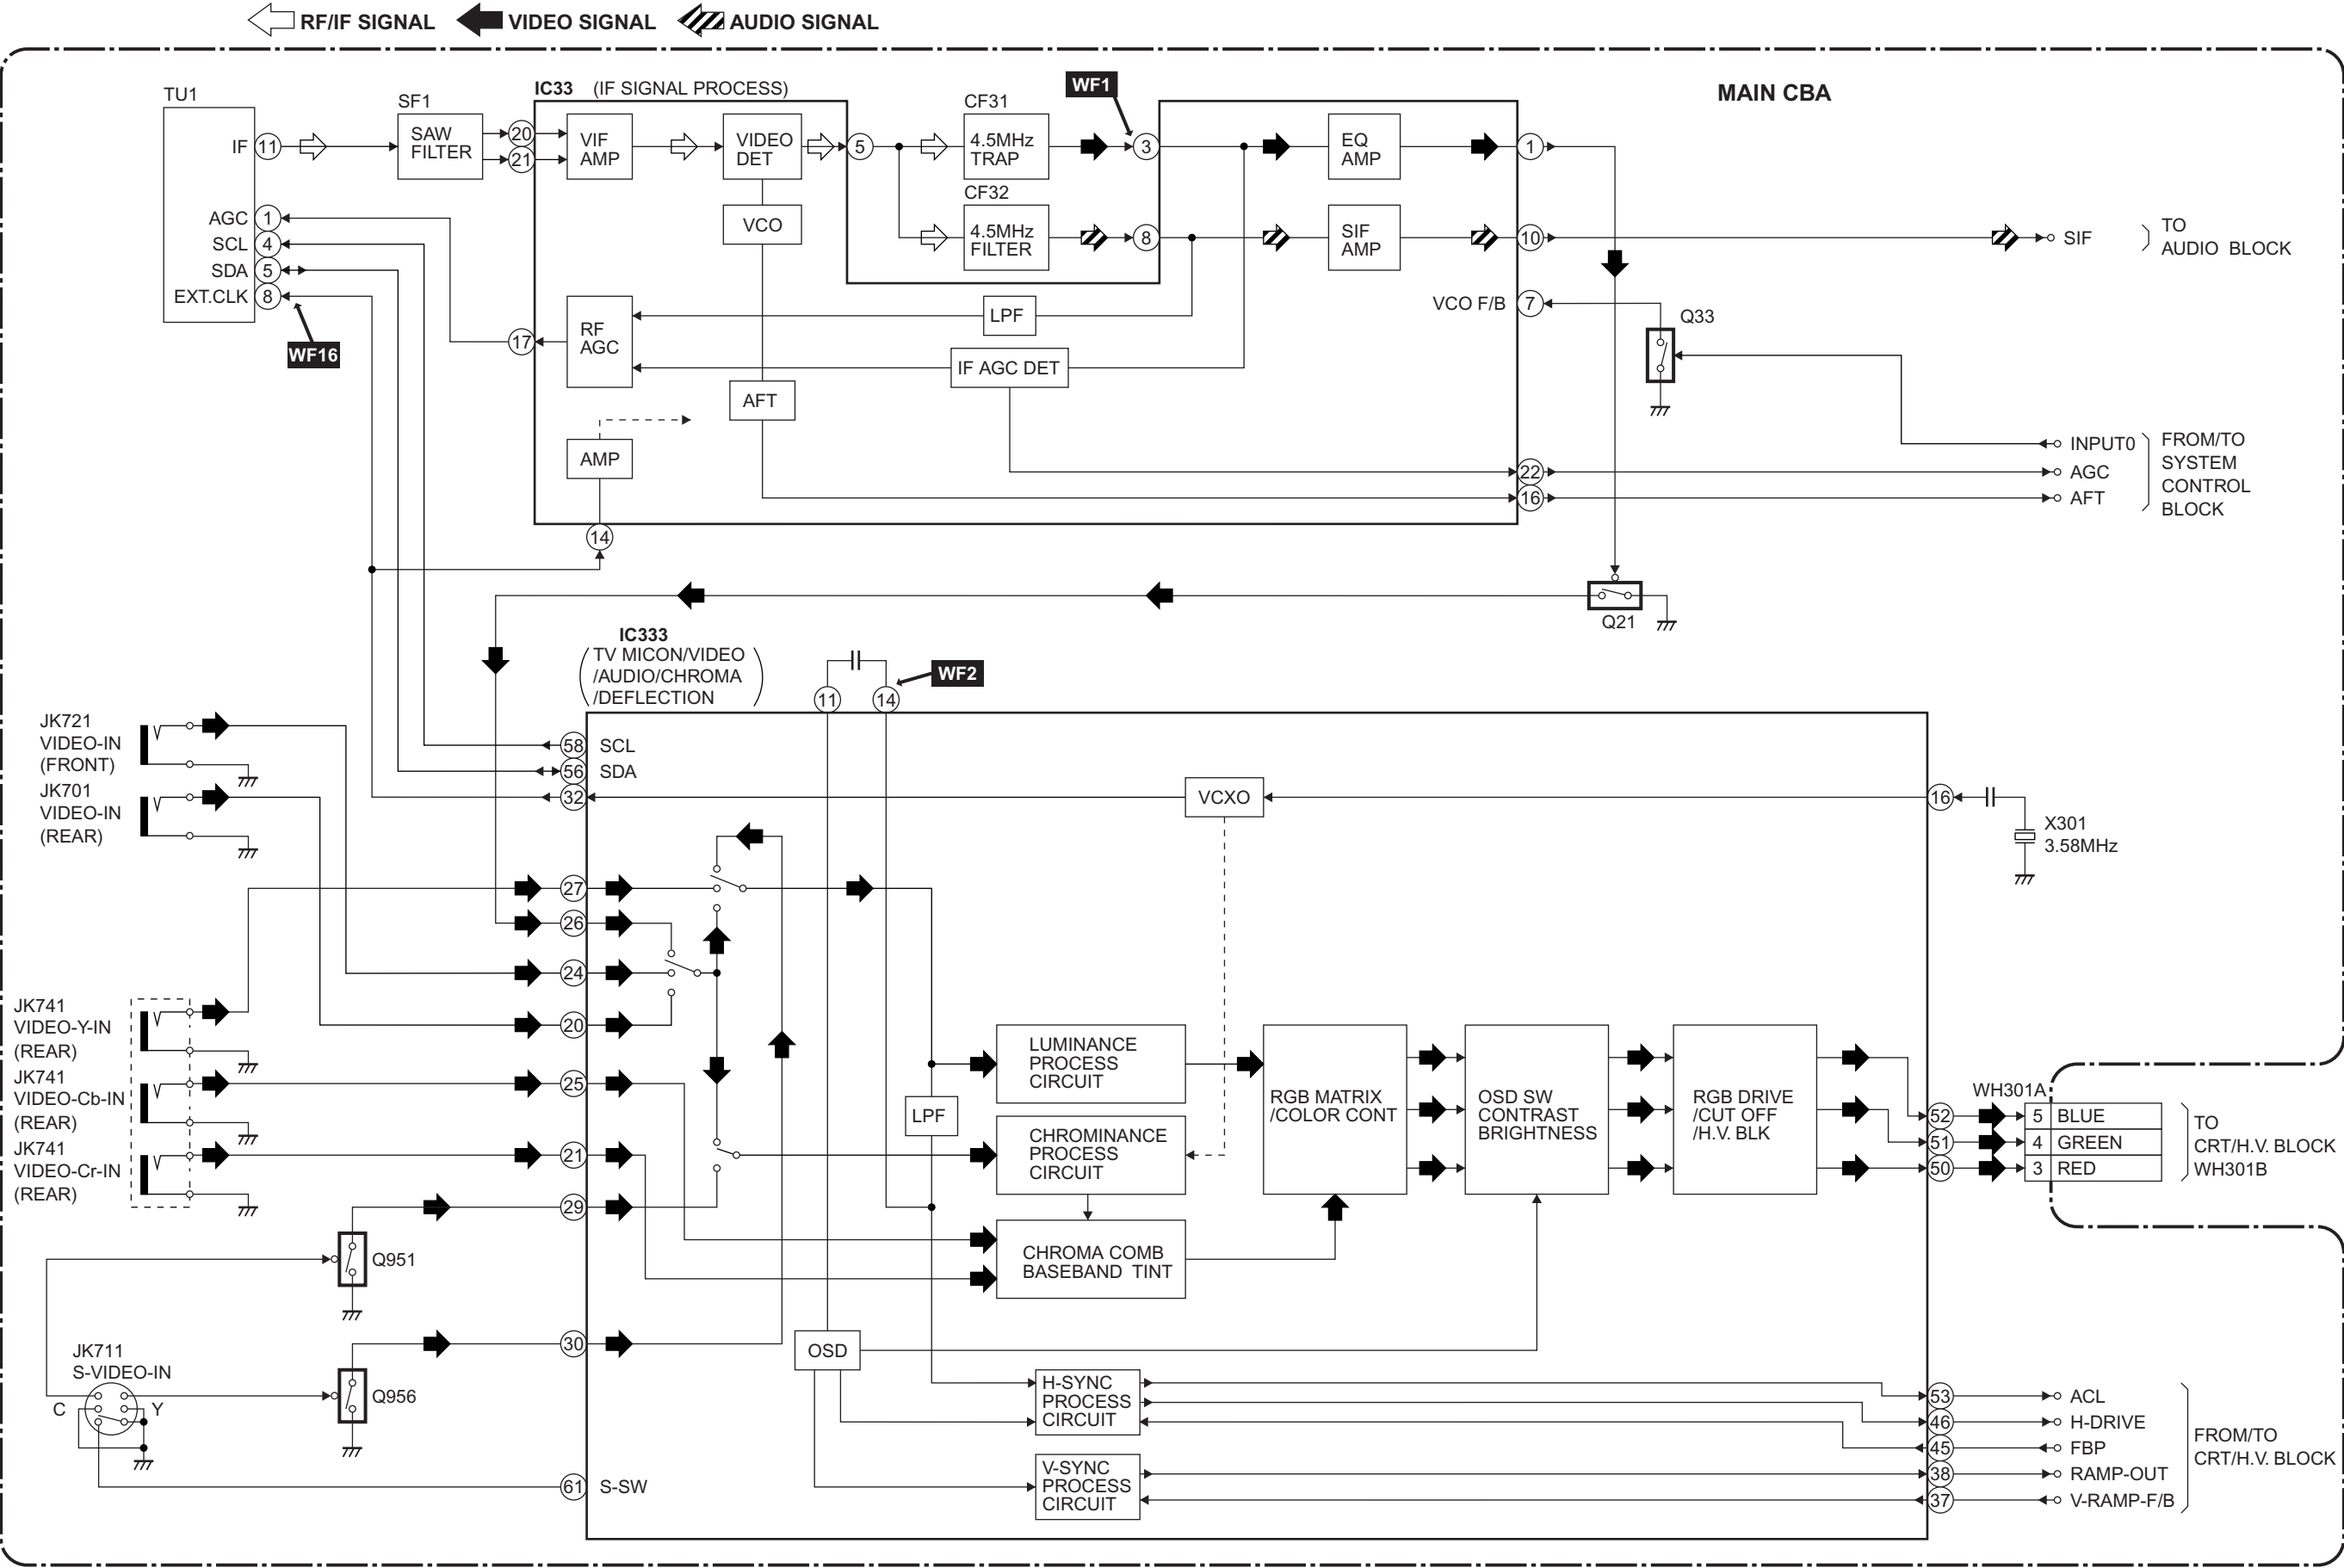 RF/IF SIGNAL
VIDEO SIGNAL
AUDIO SIGNAL
MAIN CBA
TU1
IF
11
AGC
1
SCL
4
SDA
5
EXT.CLK
8
WF16
SF1
SAW
FILTER
20
21
IC33 (IF SIGNAL PROCESS)
VIF
AMP
VIDEO
DET
5
VCO
CF31
4.5MHz
TRAP
CF32
4.5MHz
FILTER
WF1
3
8
EQ
AMP
1
SIF
AMP
10
SIF
TO
AUDIO BLOCK
VCO F/B
7
Q33
LPF
RF
AGC
17
IF AGC DET
AFT
AMP
14
22
16
INPUT0
AGC
AFT
FROM/TO
SYSTEM
CONTROL
BLOCK
Q21
IC333
TV MICON/VIDEO
/AUDIO/CHROMA
/DEFLECTION
11
14
WF2
JK721
VIDEO-IN
(FRONT)
JK701
VIDEO-IN
(REAR)
58
SCL
56
SDA
32
VCXO
16
X301
3.58MHz
27
26
24
20
JK741
VIDEO-Y-IN
(REAR)
JK741
VIDEO-Cb-IN
(REAR)
JK741
VIDEO-Cr-IN
(REAR)
25
21
29
30
LPF
LUMINANCE
PROCESS
CIRCUIT
CHROMINANCE
PROCESS
CIRCUIT
CHROMA COMB
BASEBAND TINT
RGB MATRIX
/COLOR CONT
OSD SW
CONTRAST
BRIGHTNESS
RGB DRIVE
/CUT OFF
/H.V. BLK
52
51
50
WH301A
5 BLUE
4 GREEN
3 RED
TO
CRT/H.V. BLOCK
WH301B
Q951
Q956
JK711
S-VIDEO-IN
C
Y
61
S-SW
OSD
H-SYNC
PROCESS
CIRCUIT
V-SYNC
PROCESS
CIRCUIT
53
ACL
46
H-DRIVE
45
FBP
38
RAMP-OUT
37
V-RAMP-F/B
FROM/TO
CRT/H.V. BLOCK